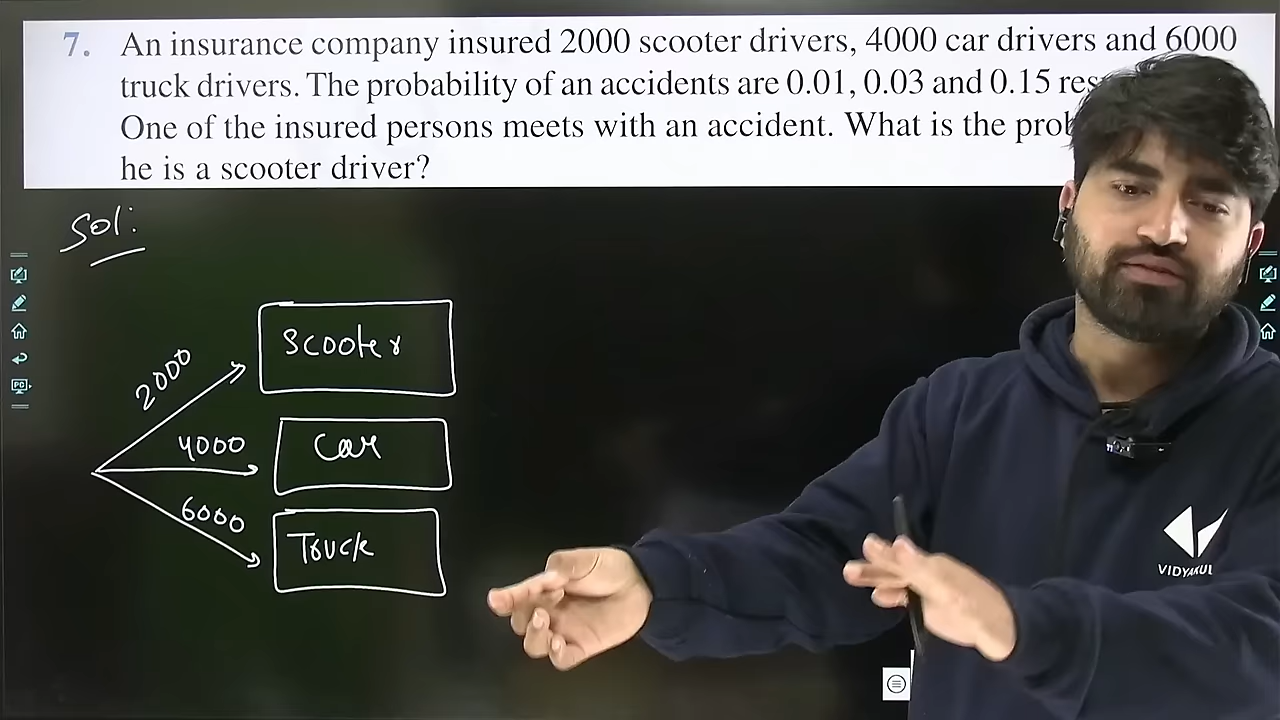 7. An insurance company insured 2000 scooter drivers, 4000 car drivers and 6000
truck drivers. The probability of an accidents are 0.01, 0.03 and 0.15
One of the insured persons meets with an accident. What is the
he is a scooter driver?
Sol:
2000
Scooter
4000
Car
6000
Truck
VIDYAKUL